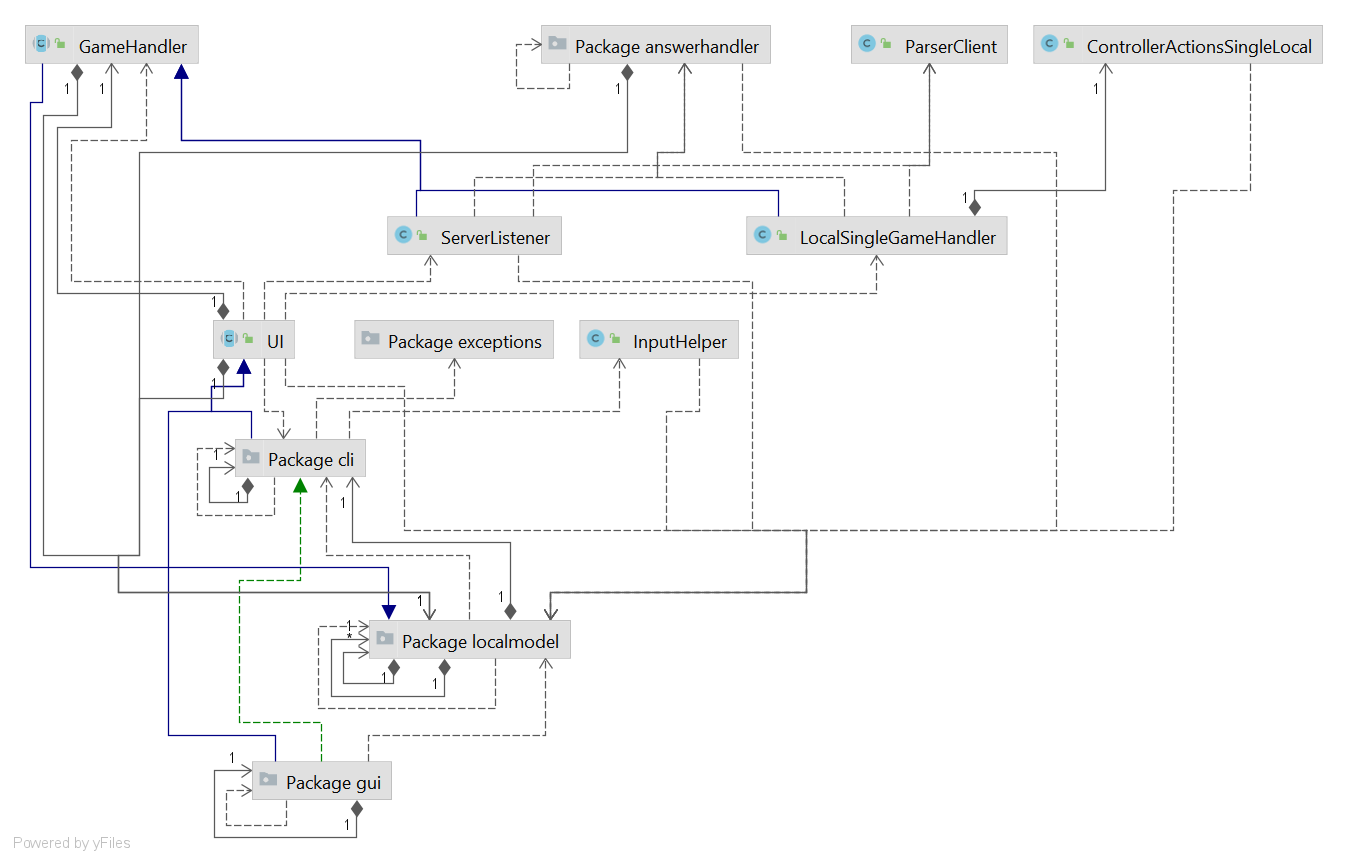 GameHandler
Package answerhandler
ParserClient
ControllerActionsSingleLocal
1
1
1
1
1
ServerListener
LocalSingleGameHandler
1
UI
Package exceptions
InputHelper
1
1
Package cli
1
1
1
1
1
Package localmodel
1
*
1
1
Package gui
1
1
Powered by yFiles